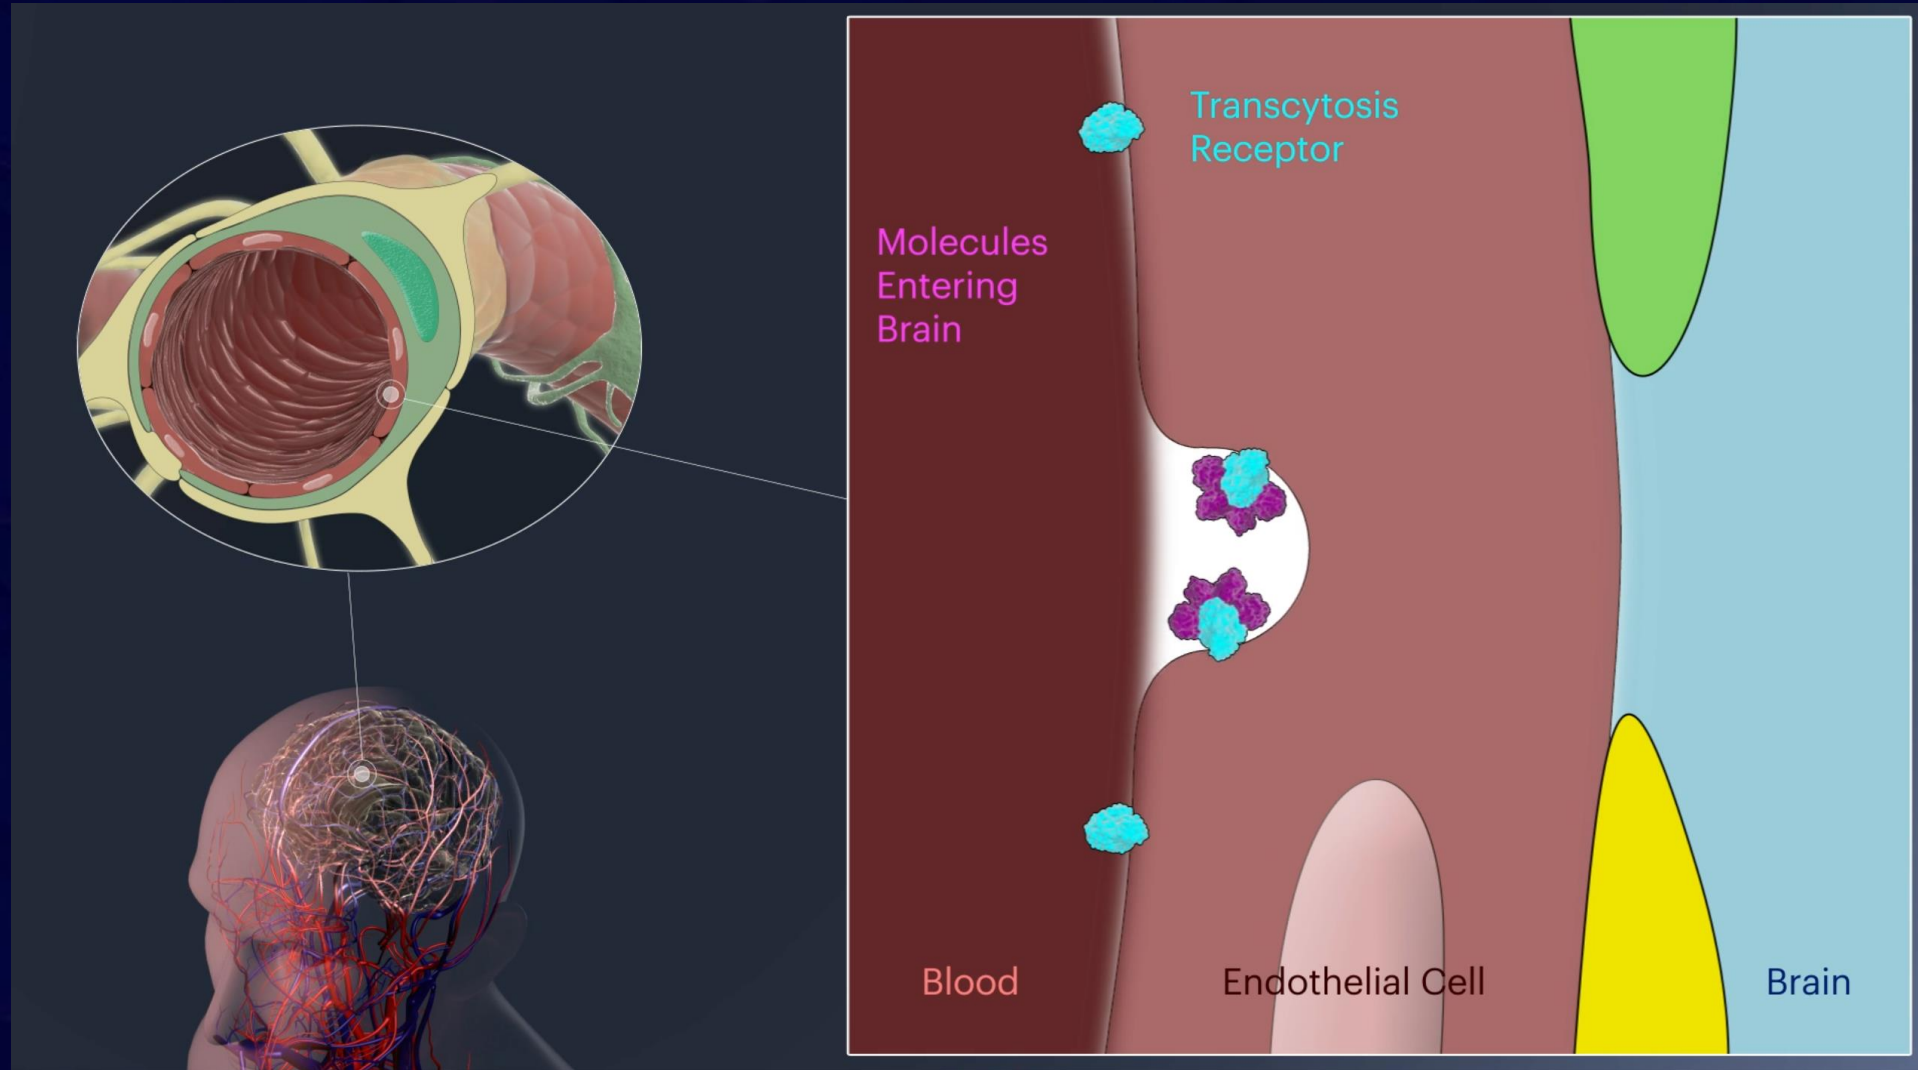 Transcytosis
Receptor
Molecules
Entering
Brain
Blood
Endothelial Cell
Brain